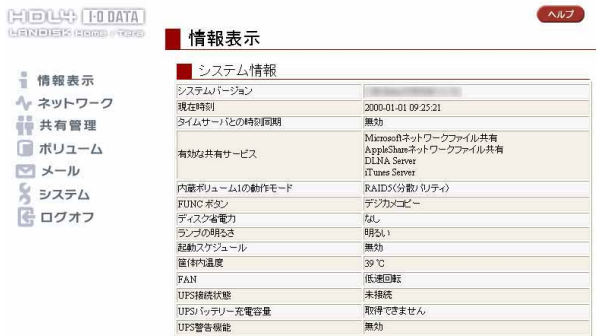 HDL4 I-O DATA
LANDISK Home / Tera
ヘルプ
情報表示
情報表示
ネットワーク
共有管理
ボリューム
メール
システム
ログオフ
システム情報
システムバージョン
現在時刻 2000-01-01 09:25:21
タイムサーバとの時刻同期 無効
有効な共有サービス Microsoftネットワークファイル共有
AppleShareネットワークファイル共有
DLNA Server
iTunes Server
内蔵ボリューム1の動作モード RAID5(分散パリティ)
FUNC ボタン デジカメコピー
ディスク省電力 なし
ランプの明るさ 明るい
起動スケジュール 無効
筐体内温度 39 ℃
FAN 低速回転
UPS接続状態 未接続
UPSバッテリー充電容量 取得できません
UPS警告機能 無効